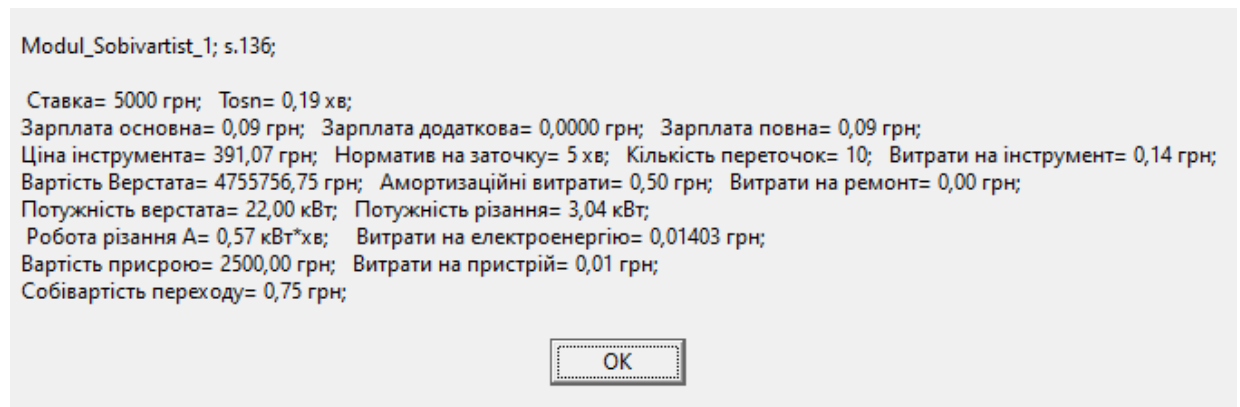 Modul_Sobivartist_1; s.136;
Ставка= 5000 грн; Tosn= 0,19 хв;
Зарплата основна= 0,09 грн; Зарплата додаткова= 0,0000 грн; Зарплата повна= 0,09 грн;
Ціна інструмента= 391,07 грн; Норматив на заточку= 5 хв; Кількість переточок= 10; Витрати на інструмент= 0,14 грн;
Вартість Верстата= 4755756,75 грн; Амортизаційні витрати= 0,50 грн; Витрати на ремонт= 0,00 грн;
Потужність верстата= 22,00 кВт; Потужність різання= 3,04 кВт;
Робота різання А= 0,57 кВт*хв; Витрати на електроенергію= 0,01403 грн;
Вартість присрою= 2500,00 грн; Витрати на пристрій= 0,01 грн;
Собівартість переходу= 0,75 грн;
OK